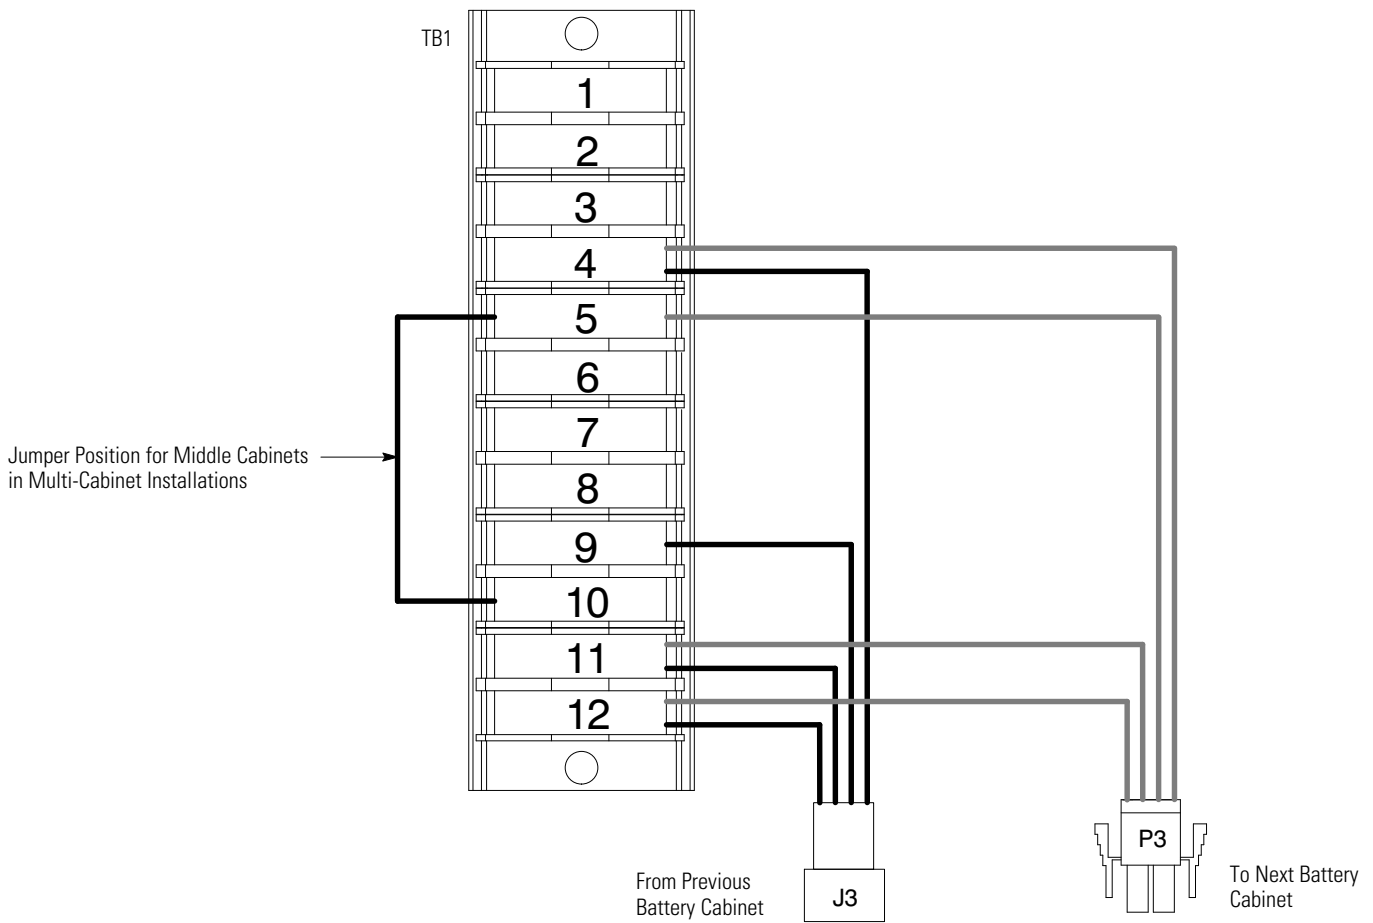 TB1
1
2
3
4
5
6
7
8
9
10
11
12
Jumper Position for Middle Cabinets
in Multi-Cabinet Installations
From Previous
Battery Cabinet
J3
P3
To Next Battery
Cabinet